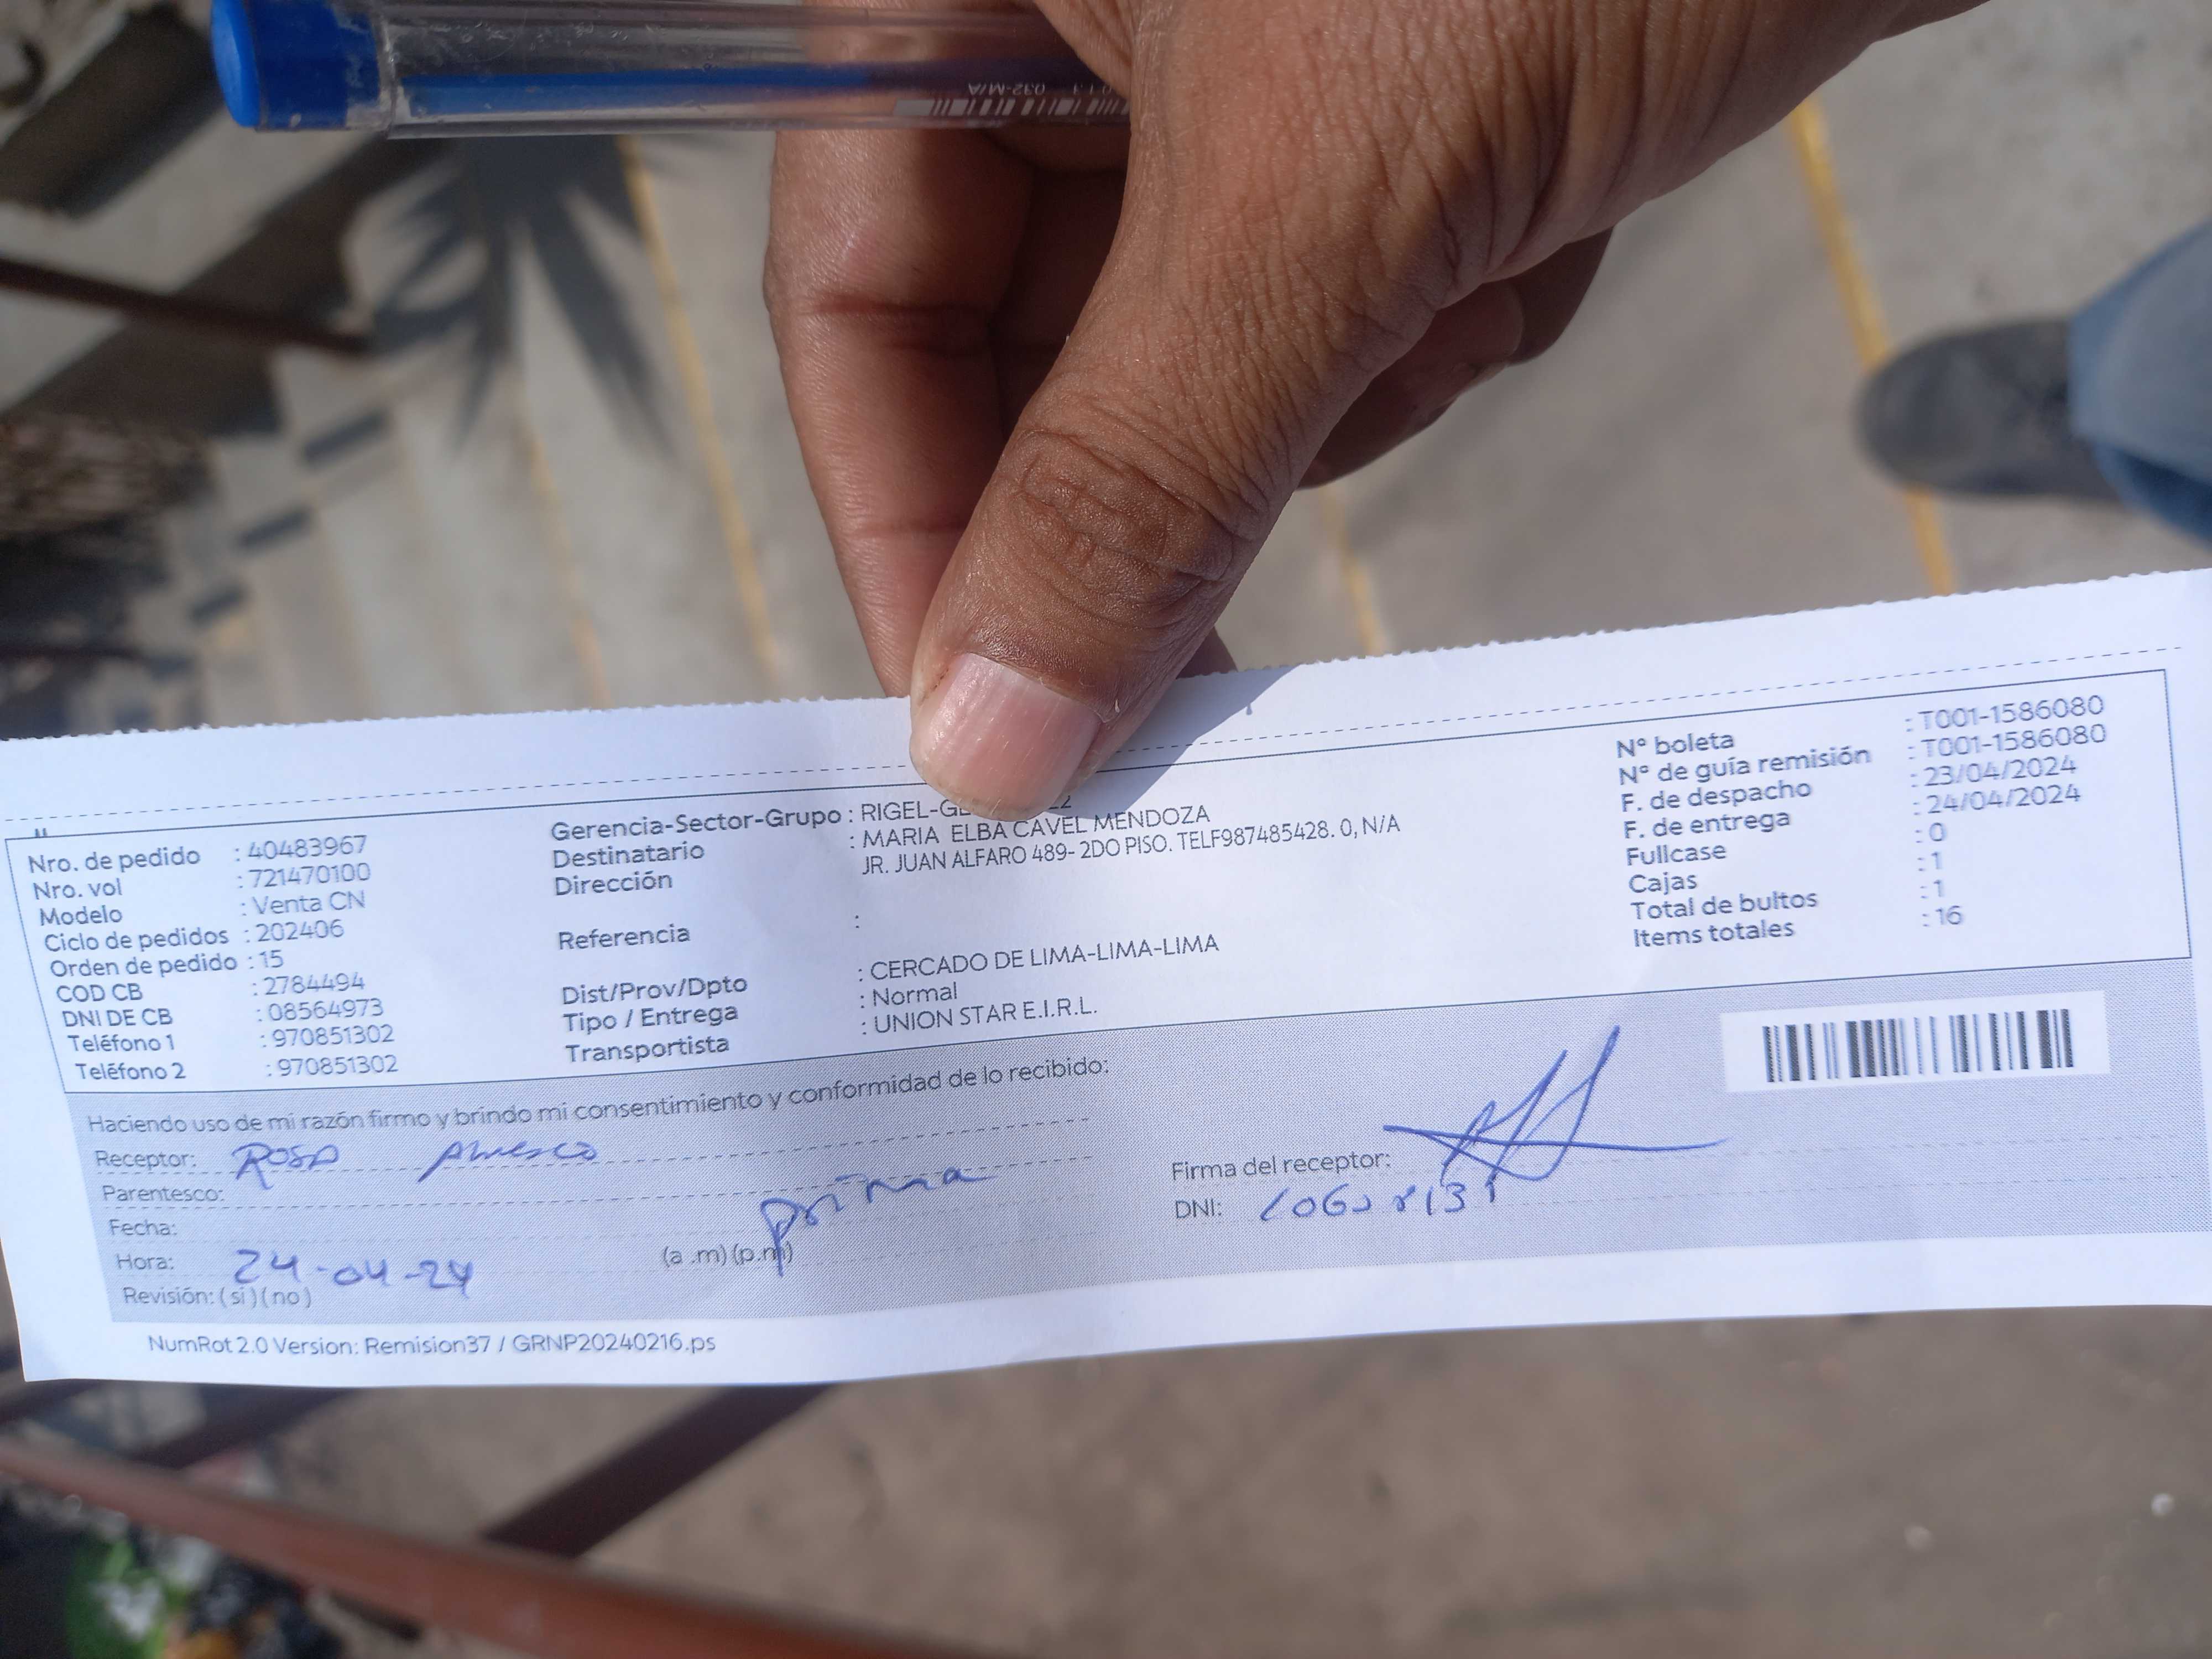 Nro. de pedido : 40483967
Nro. vol : 721470100
Modelo : Venta CN
Ciclo de pedidos : 202406
Orden de pedido : 15
COD CB : 2784494
DNI DE CB : 08564973
Teléfono 1 : 970851302
Teléfono 2 : 970851302
Gerencia-Sector-Grupo : RIGEL-
Destinatario : MARIA ELBA CAVEL MENDOZA
Dirección JR. JUAN ALFARO 489- 2DO PISO. TELF987485428. 0, N/A
Referencia :
Dist/Prov/Dpto : CERCADO DE LIMA-LIMA-LIMA
Tipo / Entrega : Normal
Transportista : UNION STAR E.I.R.L.
N° boleta : T001-1586080
N° de guía remisión : T001-1586080
F. de despacho : 23/04/2024
F. de entrega : 24/04/2024
Fullcase : 0
Cajas : 1
Total de bultos : 1
Items totales : 16
Haciendo uso de mi razón firmo y brindo mi consentimiento y conformidad de lo recibido:
Receptor: ROSA
Parentesco: prima
Fecha:
Hora: 24-04-24 (a .m) (p.m)
Revisión: ( si ) ( no )
Firma del receptor:
DNI:
NumRot 2.0 Version: Remision37 / GRNP20240216.ps
032-M/A